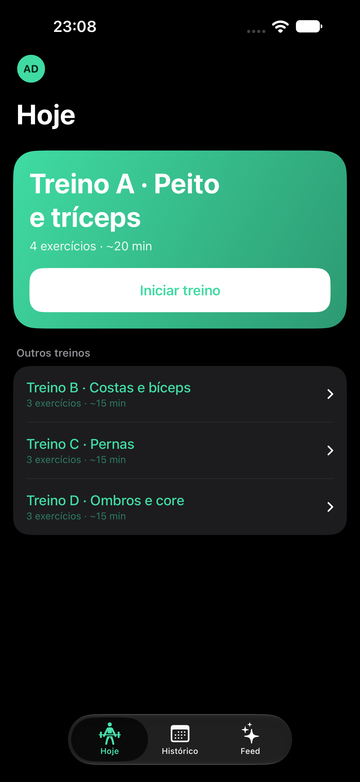 23:08
AD
Hoje
Treino A · Peito
e tríceps
4 exercícios · ~20 min
Iniciar treino
Outros treinos
Treino B · Costas e bíceps
3 exercícios · ~15 min
Treino C · Pernas
3 exercícios · ~15 min
Treino D · Ombros e core
3 exercícios · ~15 min
Hoje
Histórico
Feed